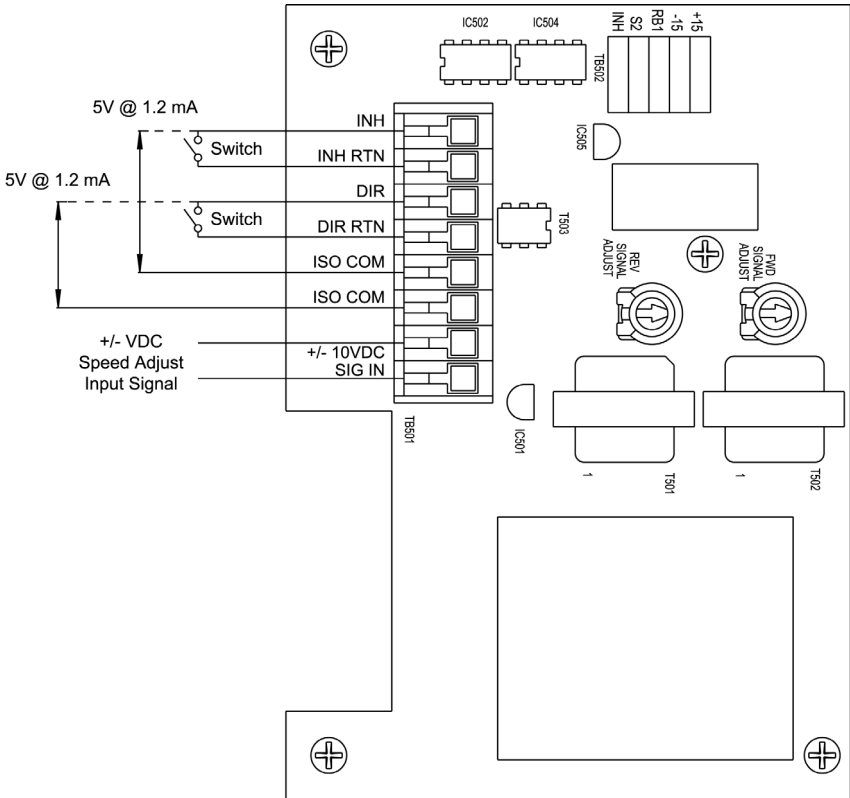 IC502
IC504
INH
S2
RB1
-15
+15
TB502
5V @ 1.2 mA
INH
IC505
Switch
INH RTN
5V @ 1.2 mA
DIR
Switch
DIR RTN
T503
ISO COM
REV
SIGNAL
ADJUST
FWD
SIGNAL
ADJUST
ISO COM
+/- VDC
Speed Adjust
Input Signal
+/- 10VDC
SIG IN
TB501
IC501
1
T501
1
T502